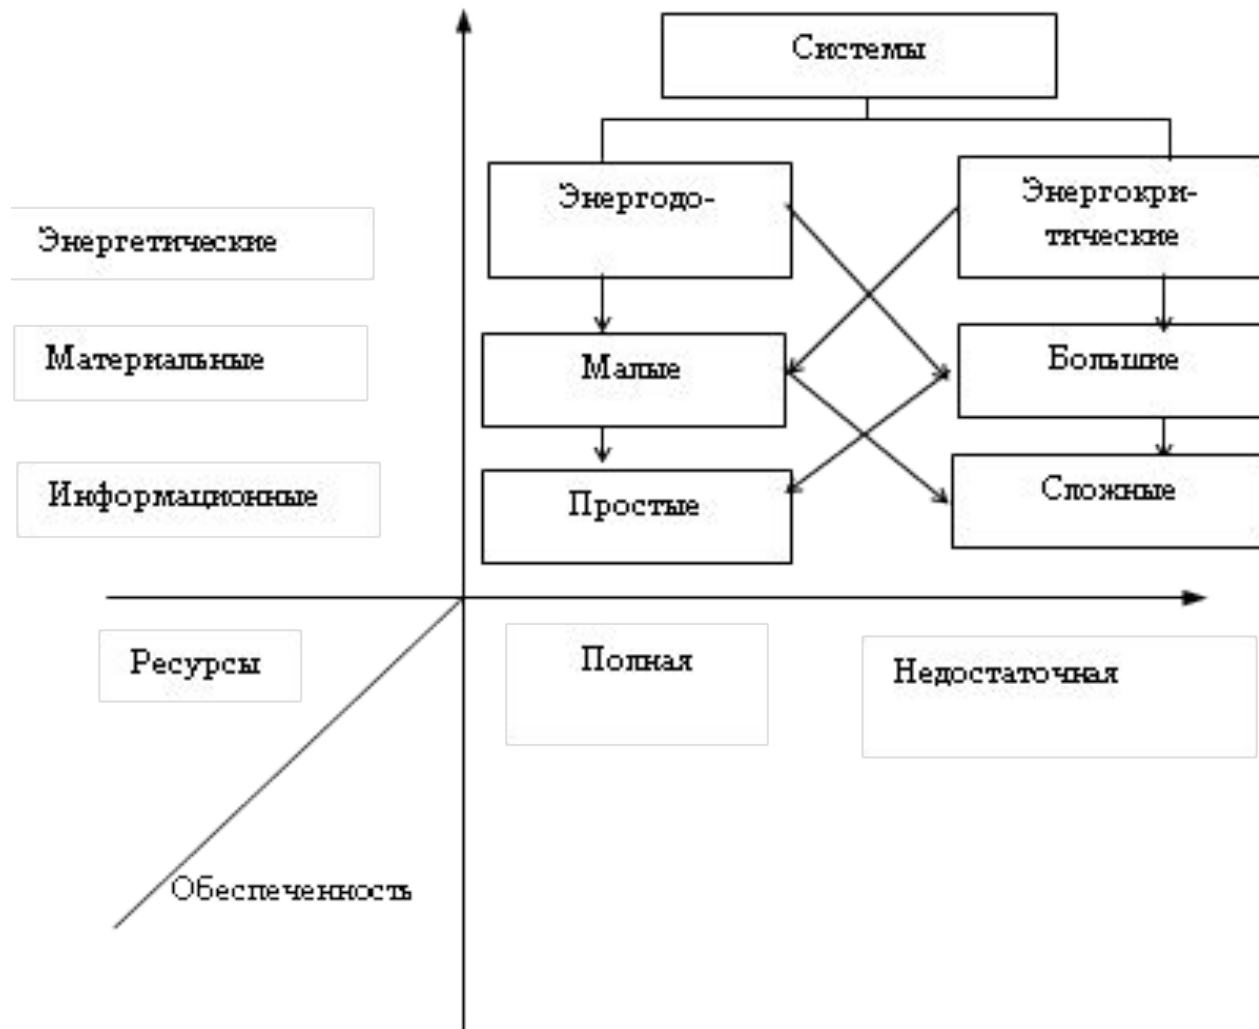 Системы
Энергодо-
Энергокри-
тические
Энергетические
Материальные
Малые
Большие
Информационные
Простые
Сложные
Ресурсы
Полная
Недостаточная
Обеспеченность